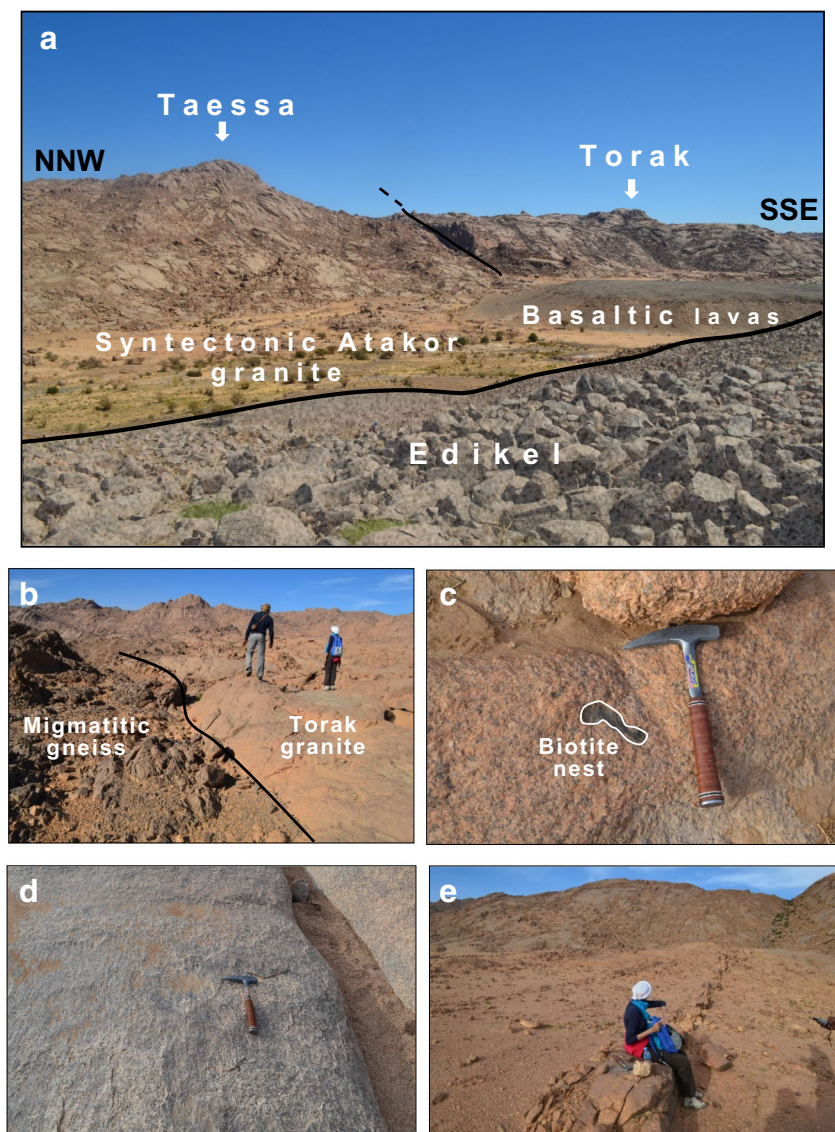 a
Taessa
NNW
Torak
SSE
Basaltic lavas
Syntectonic Atakor
granite
Edikel
b
Migmatitic
gneiss
Torak
granite
c
Biotite
nest
d
e